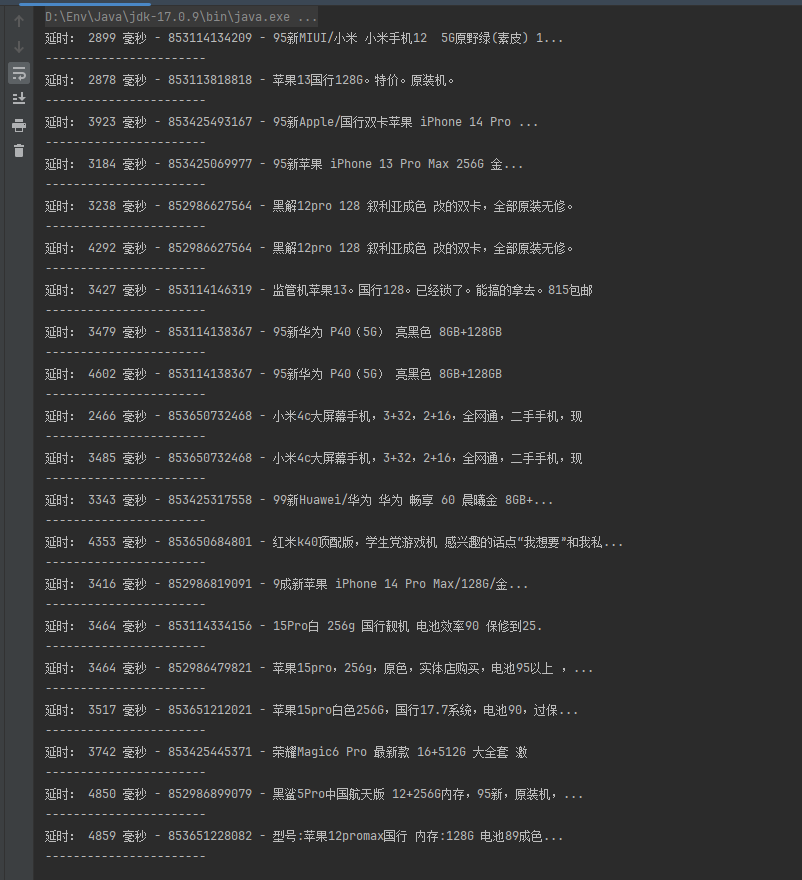 D:\Env\Java\jdk-17.0.9\bin\java.exe ...
延时: 2899 毫秒 - 853114134209 - 95新MIUI/小米 小米手机12  5G原野绿(素皮) 1...
-----------------------
延时: 2878 毫秒 - 853113818818 - 苹果13国行128G。特价。原装机。
-----------------------
延时: 3923 毫秒 - 853425493167 - 95新Apple/国行双卡苹果 iPhone 14 Pro ...
-----------------------
延时: 3184 毫秒 - 853425069977 - 95新苹果 iPhone 13 Pro Max 256G 金...
-----------------------
延时: 3238 毫秒 - 852986627564 - 黑解12pro 128 叙利亚成色 改的双卡，全部原装无修。
-----------------------
延时: 4292 毫秒 - 852986627564 - 黑解12pro 128 叙利亚成色 改的双卡，全部原装无修。
-----------------------
延时: 3427 毫秒 - 853114146319 - 监管机苹果13。国行128。已经锁了。能搞的拿去。815包邮
-----------------------
延时: 3479 毫秒 - 853114138367 - 95新华为 P40（5G） 亮黑色 8GB+128GB
-----------------------
延时: 4602 毫秒 - 853114138367 - 95新华为 P40（5G） 亮黑色 8GB+128GB
-----------------------
延时: 2466 毫秒 - 853650732468 - 小米4c大屏幕手机，3+32，2+16，全网通，二手手机，现
-----------------------
延时: 3485 毫秒 - 853650732468 - 小米4c大屏幕手机，3+32，2+16，全网通，二手手机，现
-----------------------
延时: 3343 毫秒 - 853425317558 - 99新Huawei/华为 华为 畅享 60 晨曦金 8GB+...
-----------------------
延时: 4353 毫秒 - 853650684801 - 红米k40顶配版，学生党游戏机 感兴趣的话点“我想要”和我私...
-----------------------
延时: 3416 毫秒 - 852986819091 - 9成新苹果 iPhone 14 Pro Max/128G/金...
-----------------------
延时: 3464 毫秒 - 853114334156 - 15Pro白 256g 国行靓机 电池效率90 保修到25.
-----------------------
延时: 3464 毫秒 - 852986479821 - 苹果15pro，256g，原色，实体店购买，电池95以上 ，...
-----------------------
延时: 3517 毫秒 - 853651212021 - 苹果15pro白色256G，国行17.7系统，电池90，过保...
-----------------------
延时: 3742 毫秒 - 853425445371 - 荣耀Magic6 Pro 最新款 16+512G 大全套 激
-----------------------
延时: 4850 毫秒 - 852986899079 - 黑鲨5Pro中国航天版 12+256G内存，95新，原装机，...
-----------------------
延时: 4859 毫秒 - 853651228082 - 型号:苹果12promax国行 内存:128G 电池89成色...
-----------------------